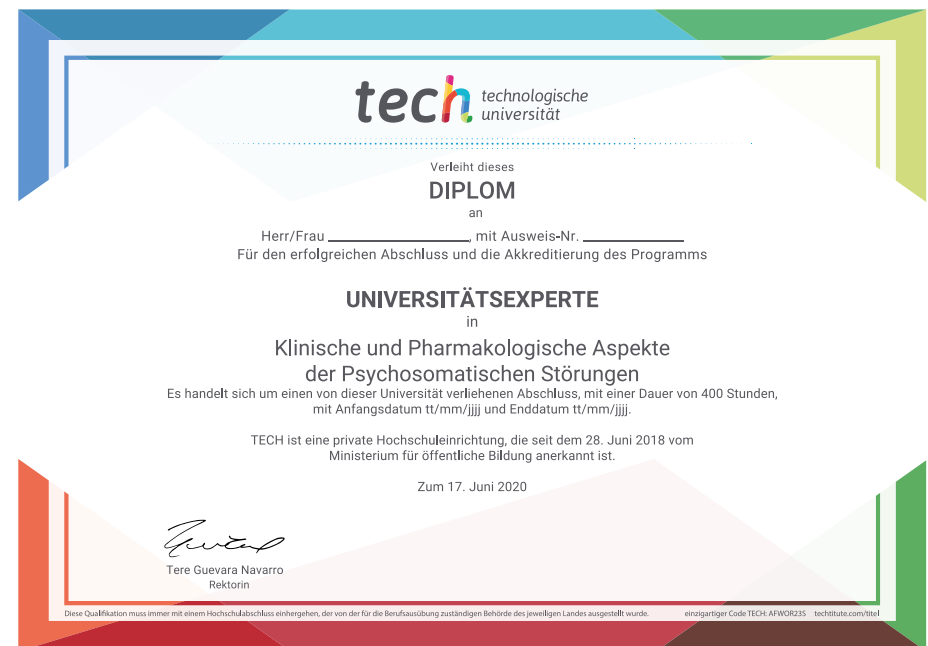 tech technologische
universität
Verleiht dieses
DIPLOM
an
Herr/Frau ____________, mit Ausweis-Nr. ____________
Für den erfolgreichen Abschluss und die Akkreditierung des Programms
UNIVERSITÄTSEXPERTE
in
Klinische und Pharmakologische Aspekte
der Psychosomatischen Störungen
Es handelt sich um einen von dieser Universität verliehenen Abschluss, mit einer Dauer von 400 Stunden,
mit Anfangsdatum tt/mm/jjjj und Enddatum tt/mm/jjjj.
TECH ist eine private Hochschuleinrichtung, die seit dem 28. Juni 2018 vom
Ministerium für öffentliche Bildung anerkannt ist.
Zum 17. Juni 2020
Tere Guevara Navarro
Rektorin
Diese Qualifikation muss immer mit einem Hochschulabschluss einhergehen, der von der für die Berufsausübung zuständigen Behörde des jeweiligen Landes ausgestellt wurde. einzigartiger Code TECH: AFWOR23S techtitute.com/titel